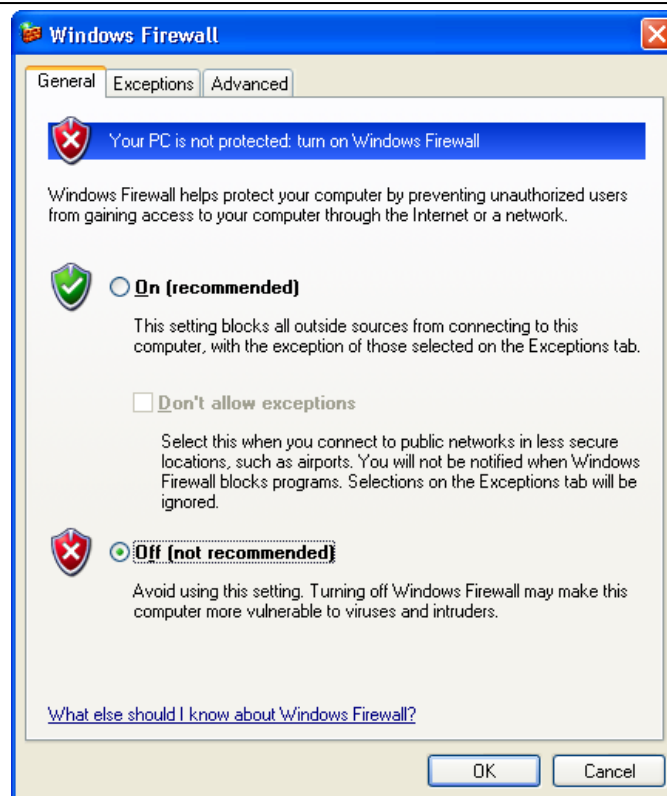 Windows Firewall
General Exceptions Advanced
Your PC is not protected: turn on Windows Firewall
Windows Firewall helps protect your computer by preventing unauthorized users
from gaining access to your computer through the Internet or a network.
On (recommended)
This setting blocks all outside sources from connecting to this
computer, with the exception of those selected on the Exceptions tab.
Don't allow exceptions
Select this when you connect to public networks in less secure
locations, such as airports. You will not be notified when Windows
Firewall blocks programs. Selections on the Exceptions tab will be
ignored.
Off (not recommended)
Avoid using this setting. Turning off Windows Firewall may make this
computer more vulnerable to viruses and intruders.
What else should I know about Windows Firewall?
OK Cancel